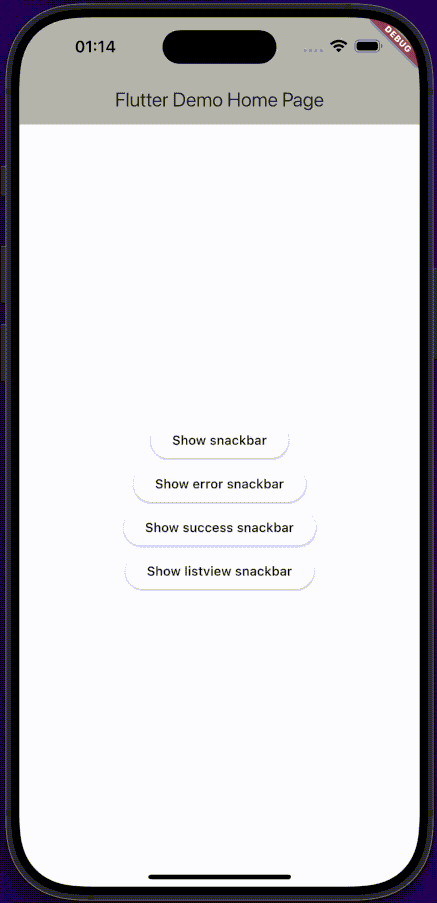 01:14
DEBUG
Flutter Demo Home Page
Show snackbar
Show error snackbar
Show success snackbar
Show listview snackbar